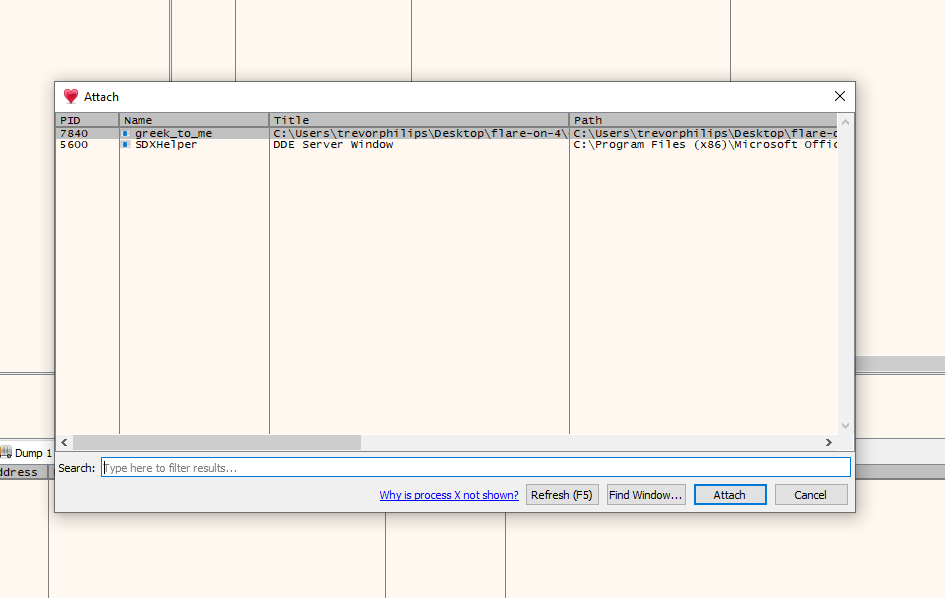 Attach
PID Name Title Path
7840 greek_to_me C:\Users\trevorphilips\Desktop\flare-on-4\ C:\Users\trevorphilips\Desktop\flare-o
5600 SDXHelper DDE Server Window C:\Program Files (x86)\Microsoft Offic
Dump 1
ddress
Search: Type here to filter results...
Why is process X not shown? Refresh (F5) Find Window... Attach Cancel